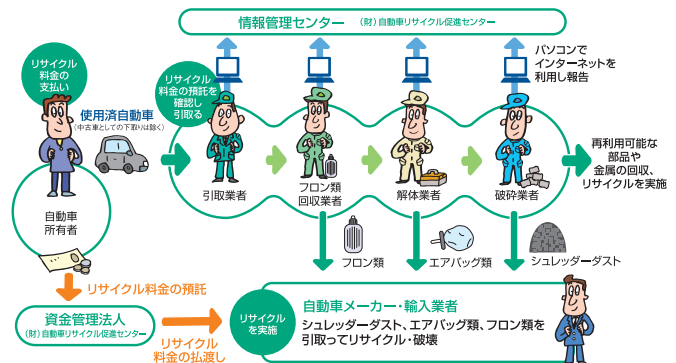 情報管理センター （財）自動車リサイクル促進センター
リサイクル
料金の
支払い
リサイクル
料金の預託を
確認し
引取る
パソコンで
インターネットを
利用し報告
使用済自動車
（中古車としての下取りは除く）
自動車
所有者
引取業者
フロン類
回収業者
解体業者
破砕業者
再利用可能な
部品や
金属の回収、
リサイクルを実施
フロン類
エアバッグ類
シュレッダーダスト
リサイクル料金の預託
資金管理法人
（財）自動車リサイクル促進センター
リサイクル
料金の払渡し
リサイクル
を実施
自動車メーカー・輸入業者
シュレッダーダスト、エアバッグ類、フロン類を
引取ってリサイクル・破壊